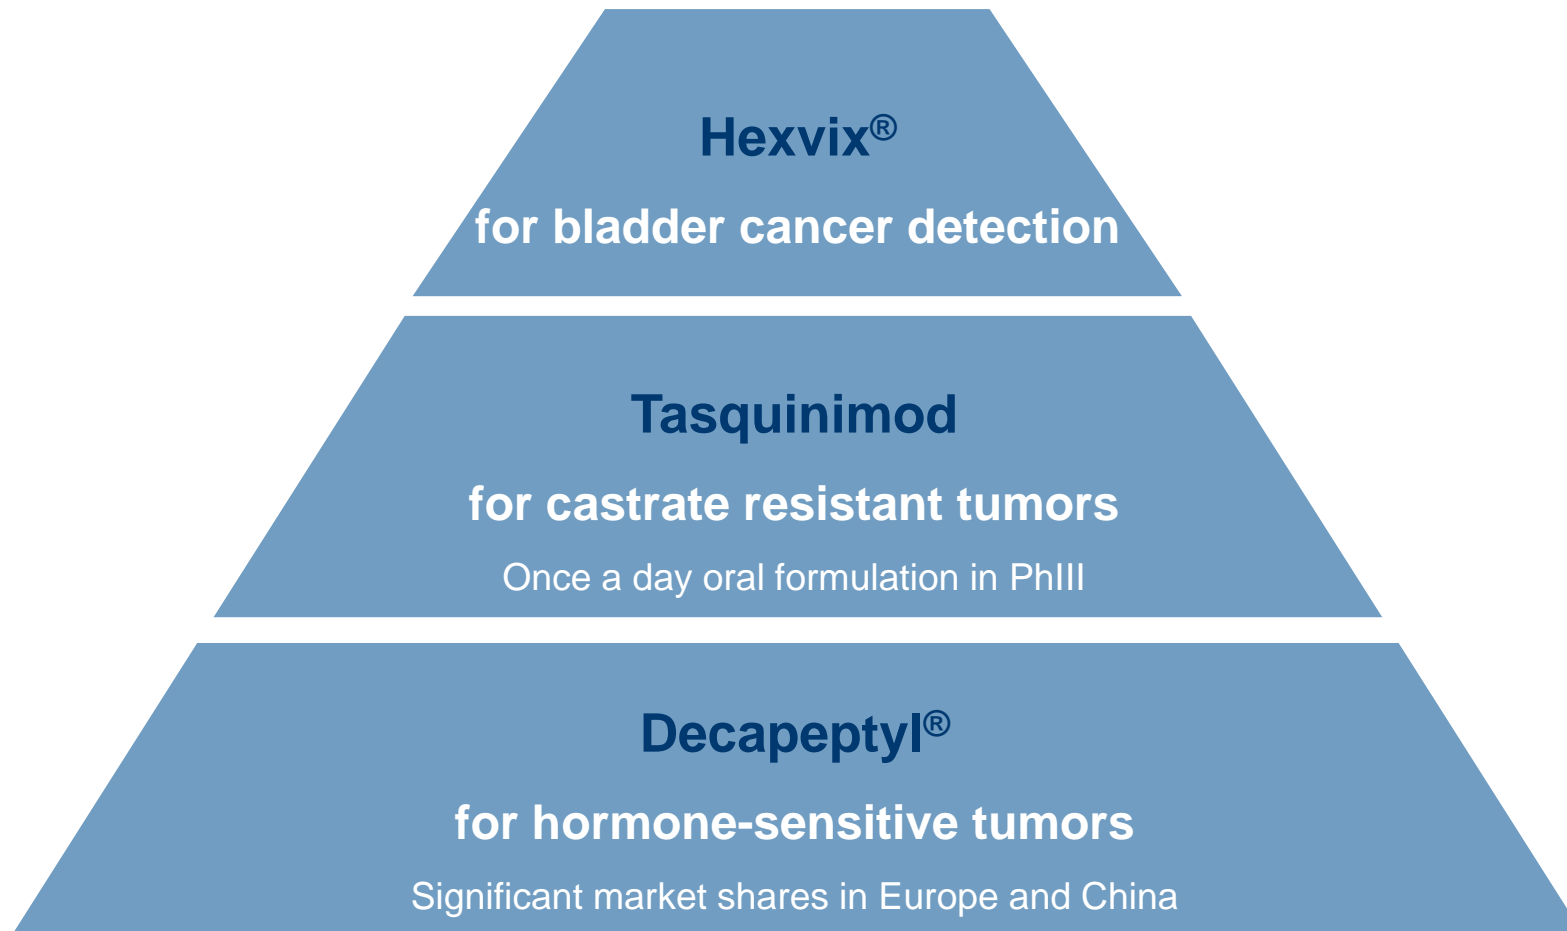 Hexvix®
for bladder cancer detection
Tasquinimod
for castrate resistant tumors
Once a day oral formulation in PhIII
Decapeptyl®
for hormone-sensitive tumors
Significant market shares in Europe and China